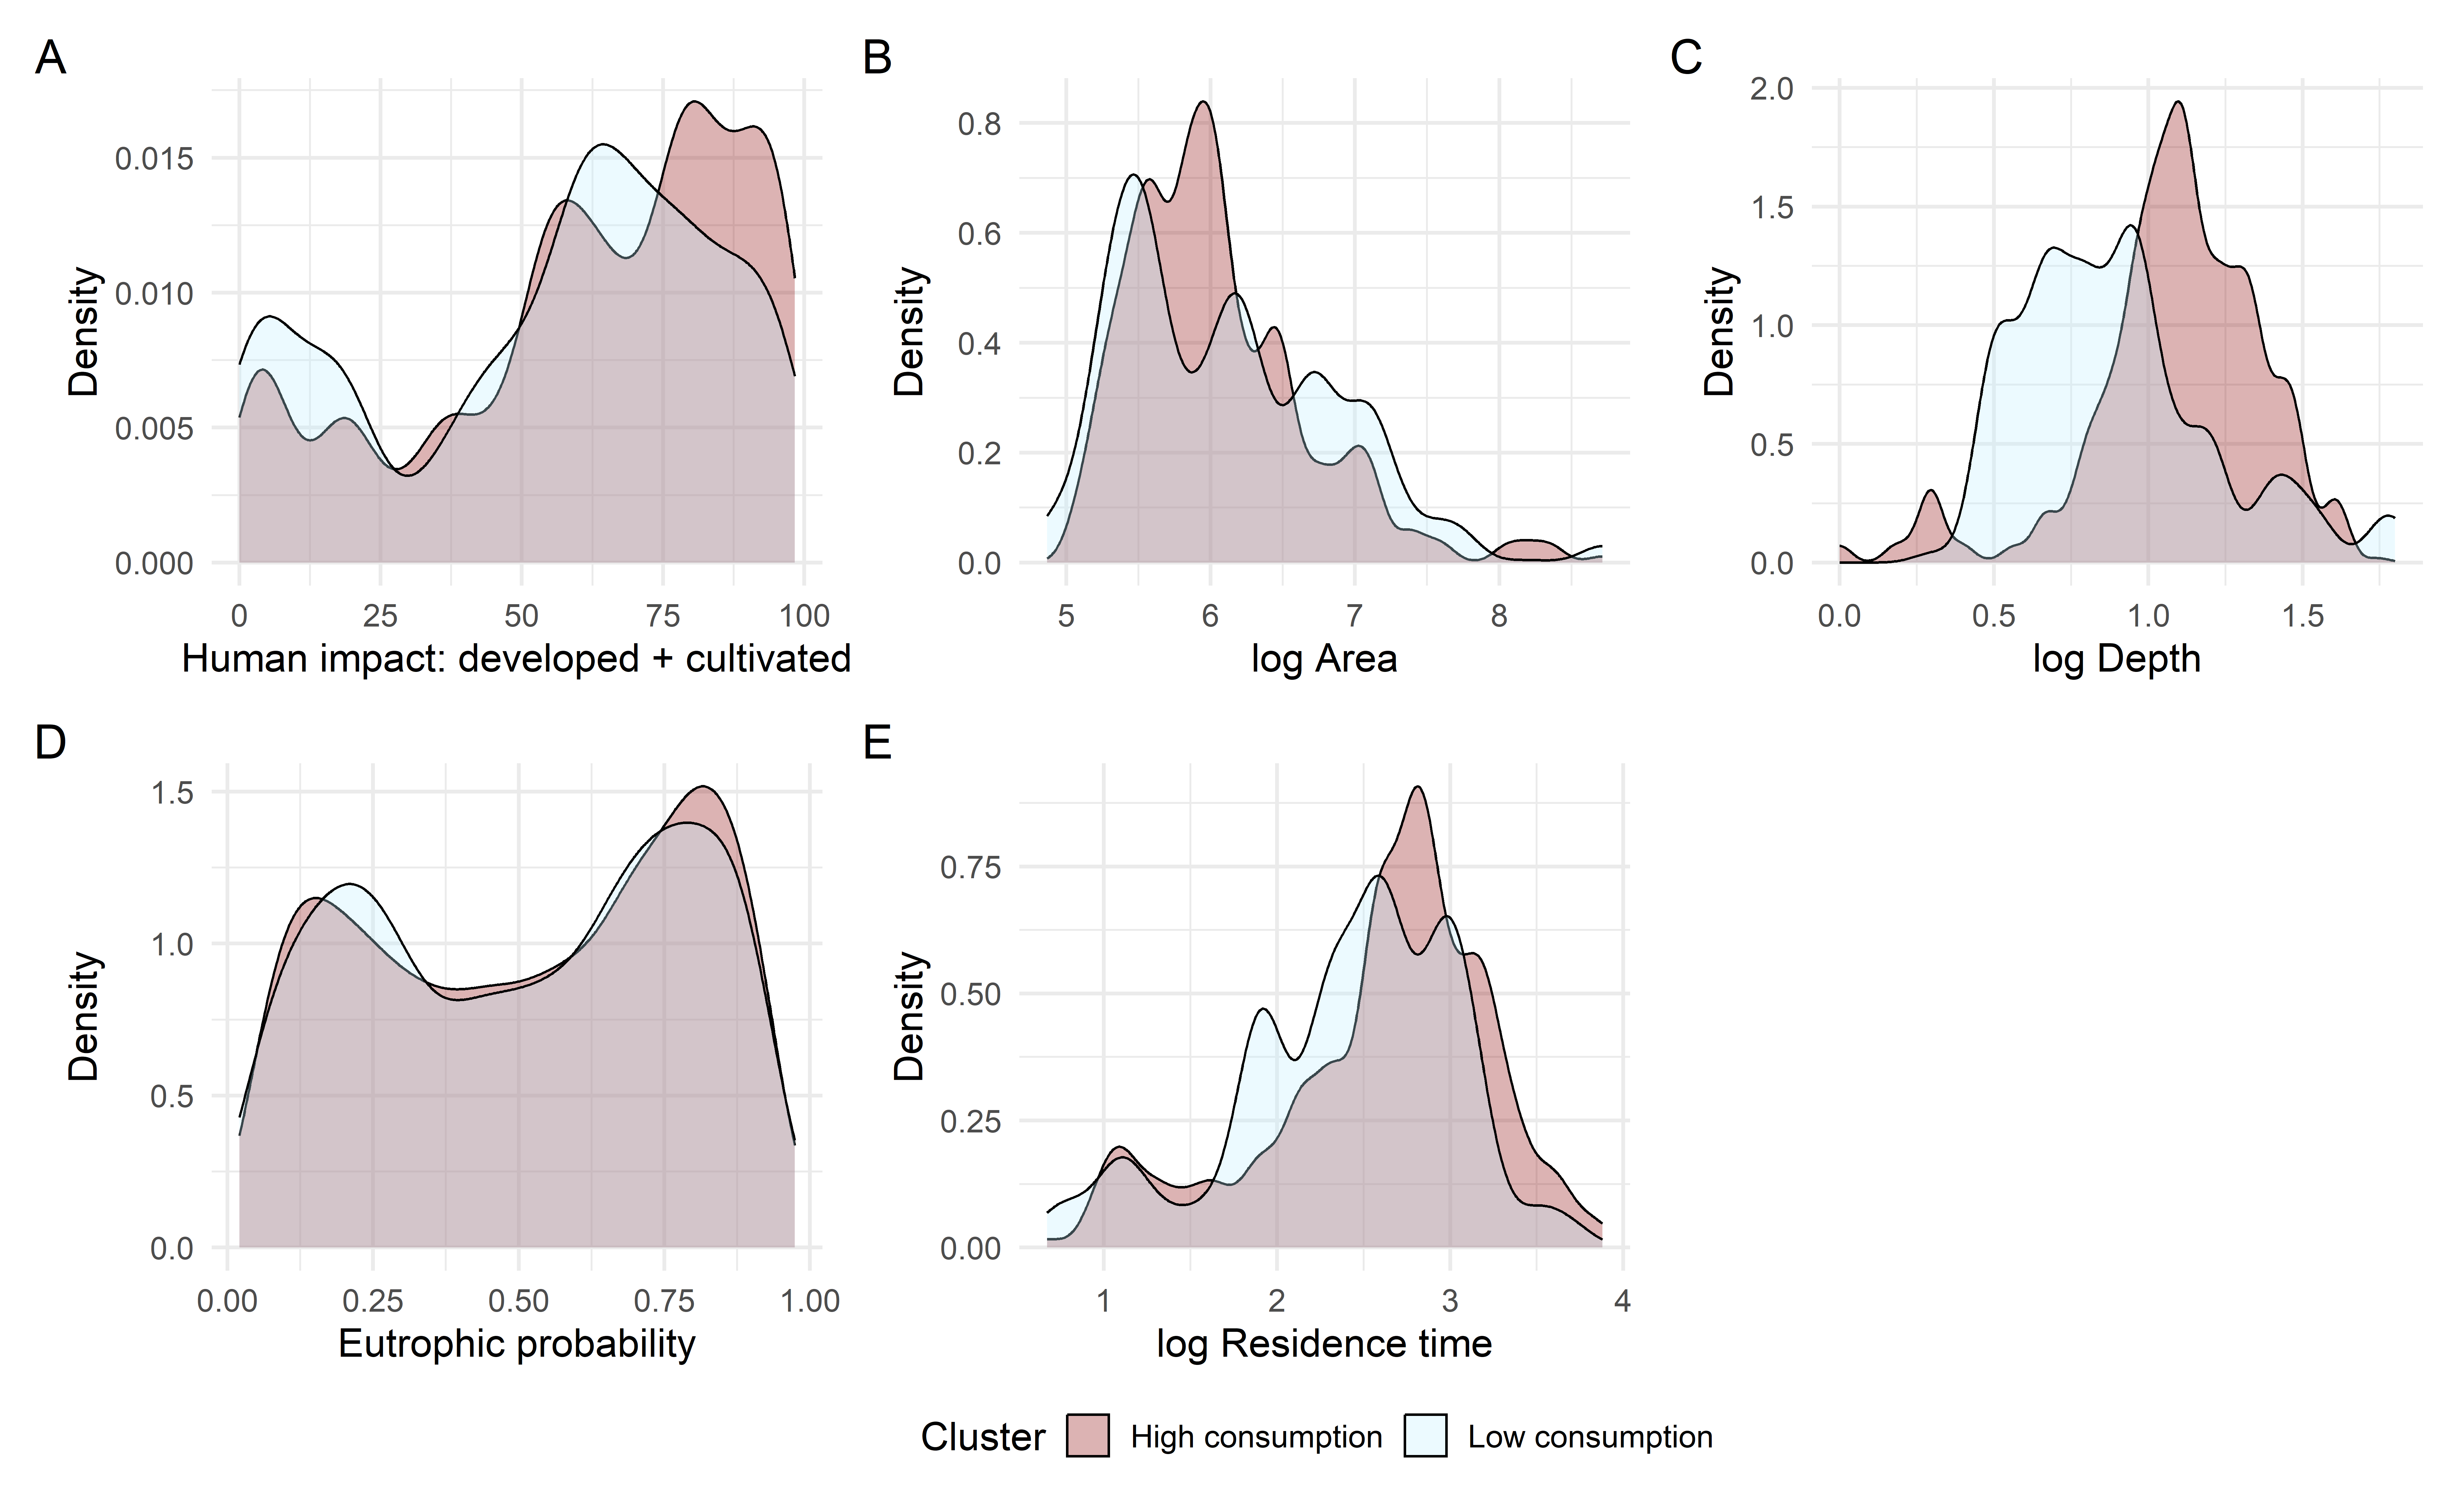 A
Density
0.015
0.010
0.005
0.000
0 25 50 75 100
Human impact: developed + cultivated
B
Density
0.8
0.6
0.4
0.2
0.0
5 6 7 8
log Area
C
Density
2.0
1.5
1.0
0.5
0.0
0.0 0.5 1.0 1.5
log Depth
D
Density
1.5
1.0
0.5
0.0
0.00 0.25 0.50 0.75 1.00
Eutrophic probability
E
Density
0.75
0.50
0.25
0.00
1 2 3 4
log Residence time
Cluster High consumption Low consumption